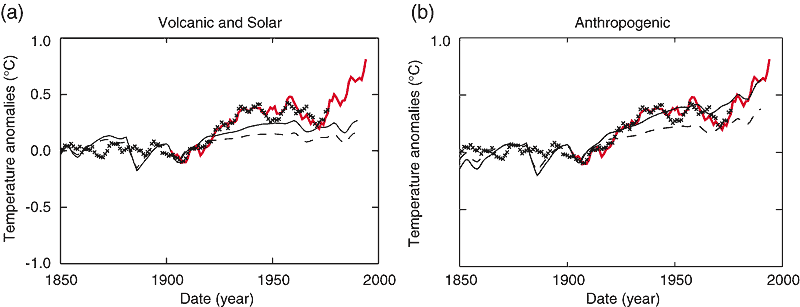 (a) Volcanic and Solar
1.0
0.5
0.0
-0.5
-1.0
Temperature anomalies (°C)
1850 1900 1950 2000
Date (year)
(b) Anthropogenic
1.0
Temperature anomalies (°C)
1850 1900 1950 2000
Date (year)